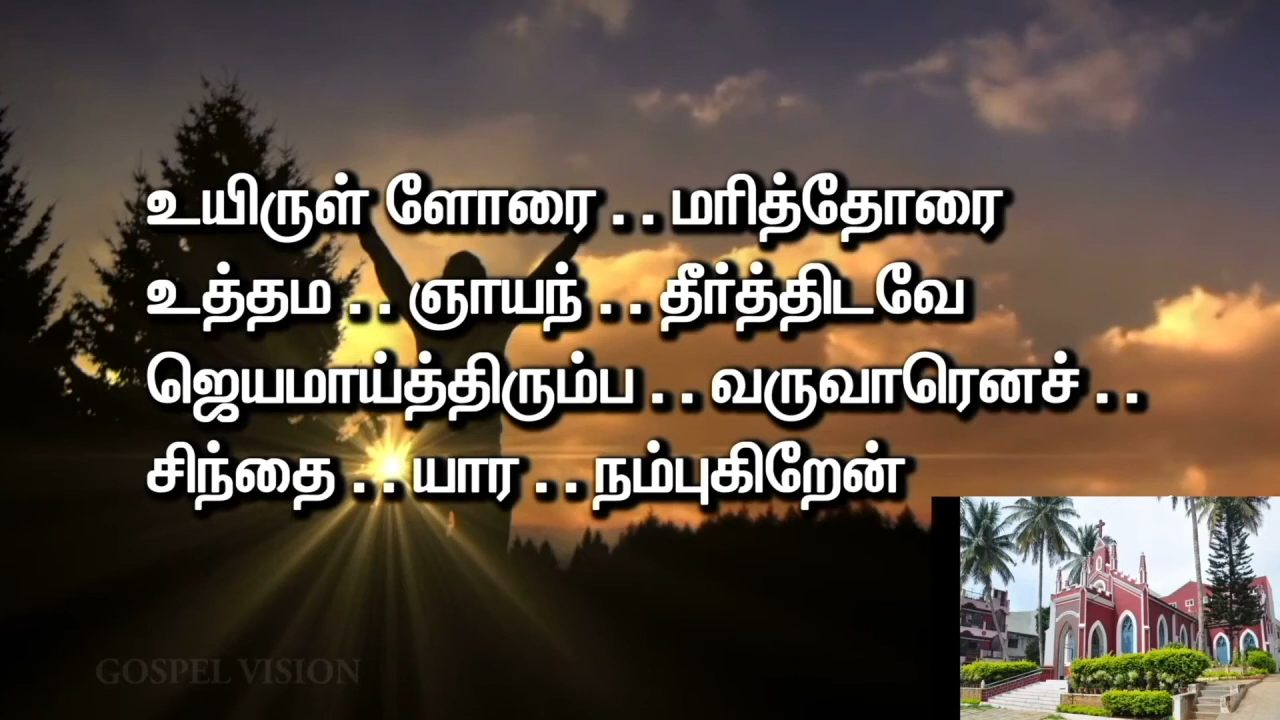 உயிருள் ளோரை . . மரித்தோரை
உத்தம . . ஞாயந் . . தீர்த்திடவே
ஜெயமாய்த்திரும்ப . . வருவாரெனச் . .
சிந்தை . . யார . . நம்புகிறேன்
GOSPEL VISION